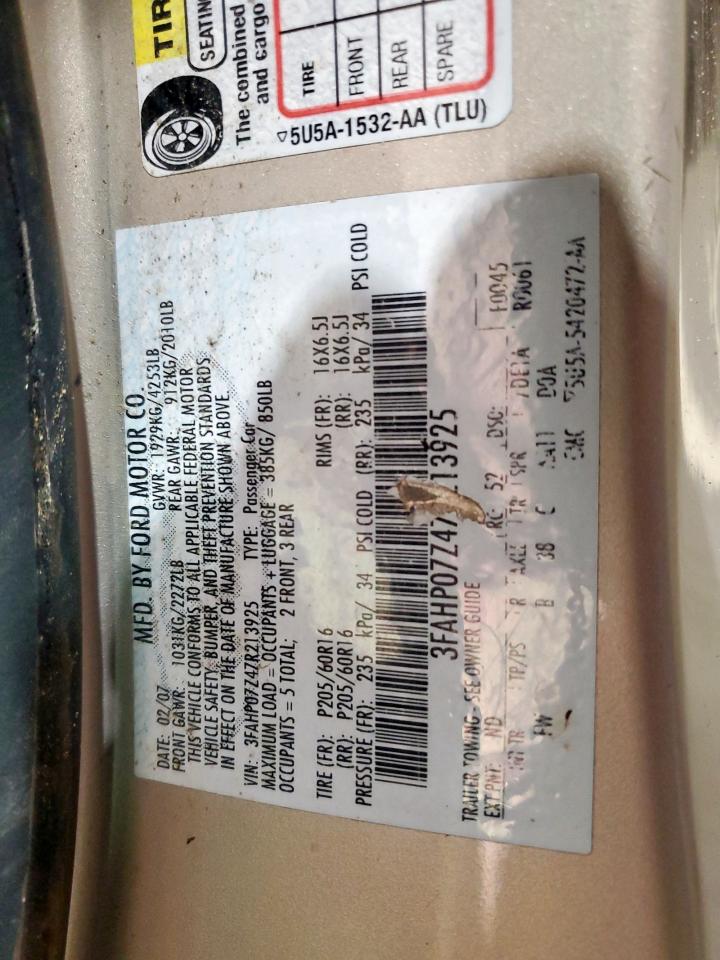 TIR
SEATIN
The combined
and cargo
TIRE
FRONT
REAR
SPARE
5U5A-1532-AA (TLU)
MFD. BY FORD MOTOR CO.
DATE: 02/07 GVWR: 1929KG/4253LB
FRONT GAWR: 1031KG/2272LB REAR GAWR: 912KG/2010LB
THIS VEHICLE CONFORMS TO ALL APPLICABLE FEDERAL MOTOR
VEHICLE SAFETY, BUMPER, AND THEFT PREVENTION STANDARDS
IN EFFECT ON THE DATE OF MANUFACTURE SHOWN ABOVE.
VIN: 3FAHP07Z47R213925 TYPE: Passenger Car
MAXIMUM LOAD = OCCUPANTS + LUGGAGE = 385KG/ 850LB
OCCUPANTS = 5 TOTAL; 2 FRONT, 3 REAR
TIRE (FR): P205/60R16 RIMS (FR): 16X6.5J
(RR): P205/60R16 (RR): 16X6.5J
PRESSURE (FR): 235 kPa/ 34 PSI COLD (RR): 235 kPa/ 34 PSI COLD
3FAHP07Z47 213925
TRAILER TOWING - SEE OWNER GUIDE
EXT PNT: ND RC: 52 DSO: F0045
TP/PS R TR SPR R0061
FW B 38 C DOA
5U5A-5420472-AA